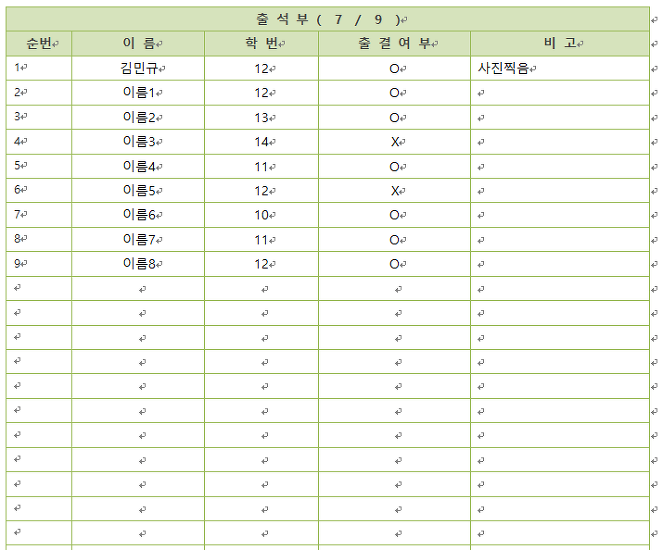 출 석 부 ( 7 / 9 )
순번 이 름 학 번 출 결 여 부 비 고
1 김민규 12 O 사진찍음
2 이름1 12 O
3 이름2 13 O
4 이름3 14 X
5 이름4 11 O
6 이름5 12 X
7 이름6 10 O
8 이름7 11 O
9 이름8 12 O